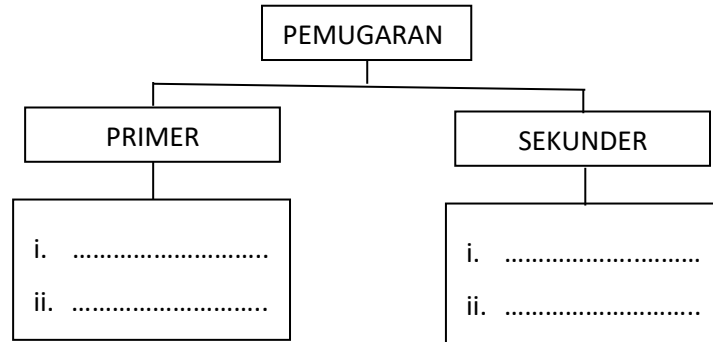 PEMUGARAN
PRIMER
SEKUNDER
i. ………………………..
ii. ………………………..
i. ………………….………
ii. ………………………..